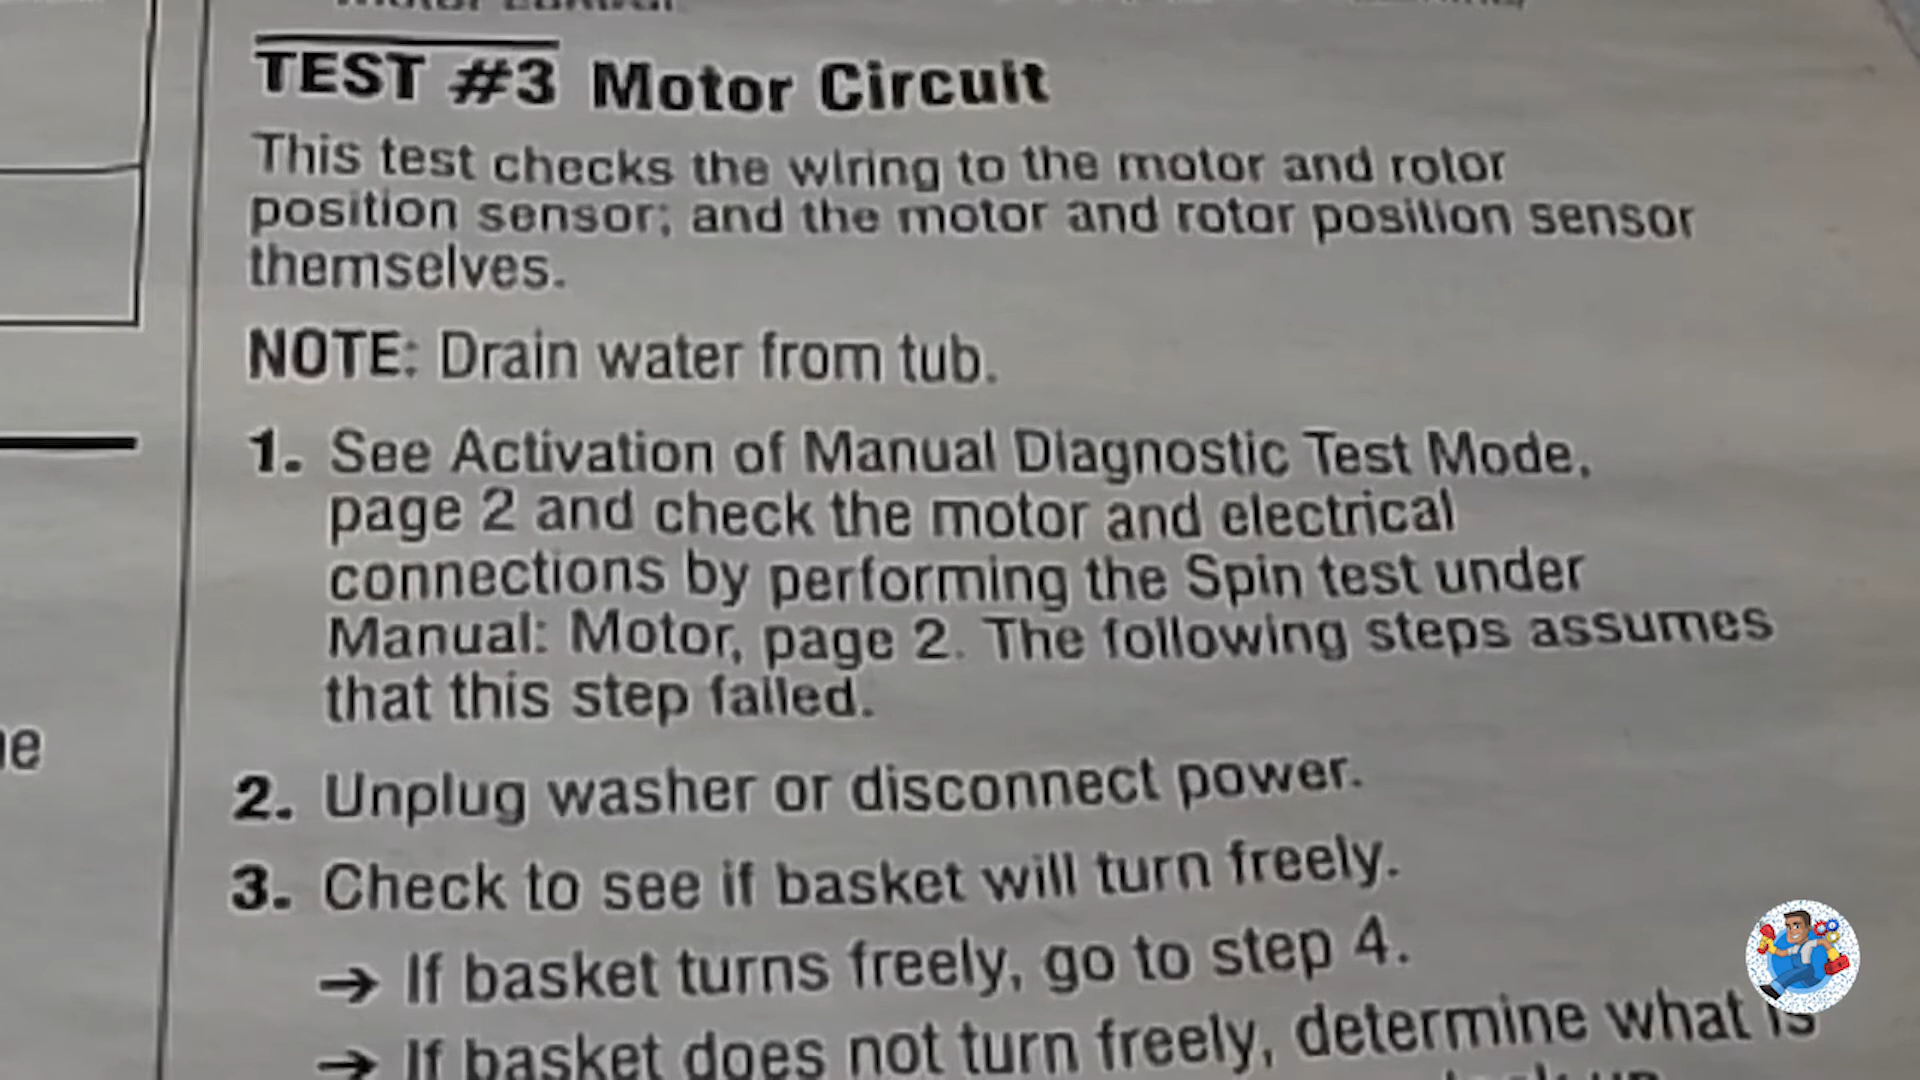 TEST #3 Motor Circuit
This test checks the wiring to the motor and rotor
position sensor; and the motor and rotor position sensor
themselves.
NOTE: Drain water from tub.
1. See Activation of Manual Diagnostic Test Mode,
page 2 and check the motor and electrical
connections by performing the Spin test under
Manual: Motor, page 2. The following steps assumes
that this step failed.
2. Unplug washer or disconnect power.
3. Check to see if basket will turn freely.
→ If basket turns freely, go to step 4.
→ If basket does not turn freely, determine what is